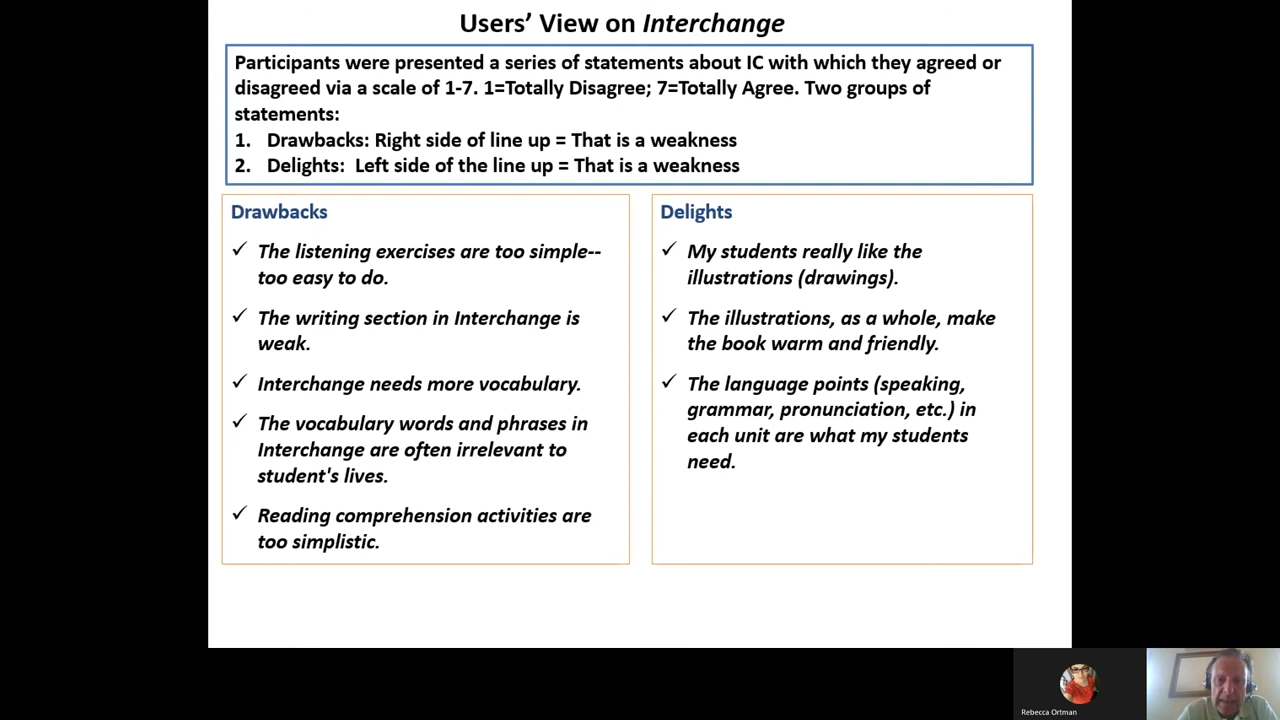 Users’ View on Interchange
Participants were presented a series of statements about IC with which they agreed or
disagreed via a scale of 1-7. 1=Totally Disagree; 7=Totally Agree. Two groups of
statements:
1. Drawbacks: Right side of line up = That is a weakness
2. Delights: Left side of the line up = That is a weakness
Drawbacks
✓ The listening exercises are too simple--
too easy to do.
✓ The writing section in Interchange is
weak.
✓ Interchange needs more vocabulary.
✓ The vocabulary words and phrases in
Interchange are often irrelevant to
student's lives.
✓ Reading comprehension activities are
too simplistic.
Delights
✓ My students really like the
illustrations (drawings).
✓ The illustrations, as a whole, make
the book warm and friendly.
✓ The language points (speaking,
grammar, pronunciation, etc.) in
each unit are what my students
need.
Rebecca Ortman